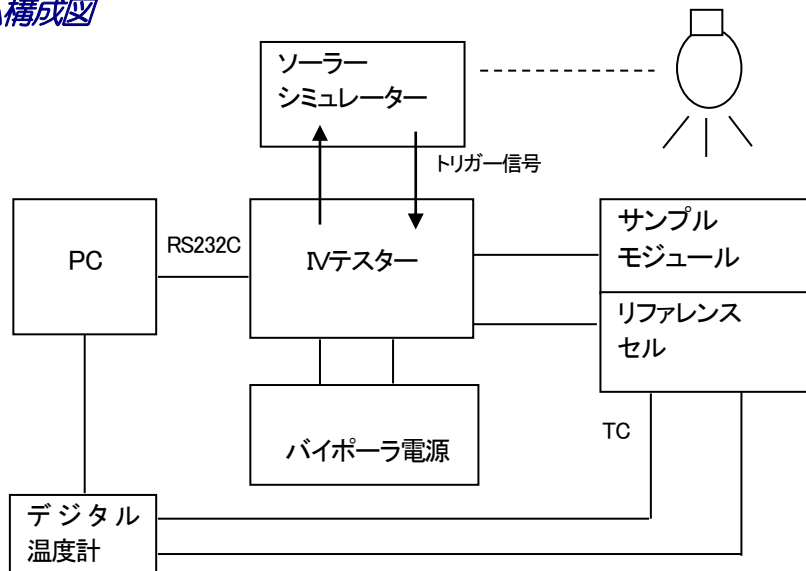 構成図
ソーラー
シミュレーター
トリガー信号
PC
RS232C
IVテスター
サンプル
モジュール
リファレンス
セル
バイポーラ電源
TC
デジタル
温度計